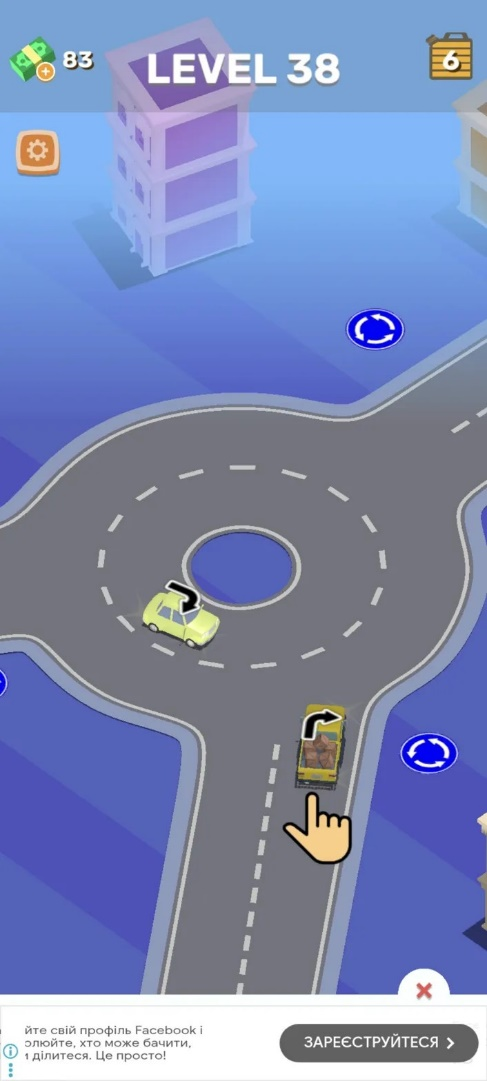 83
LEVEL 38
6
йте свій профіль Facebook і
олюйте, хто може бачити,
и ділитеся. Це просто!
ЗАРЕЄСТРУЙТЕСЯ